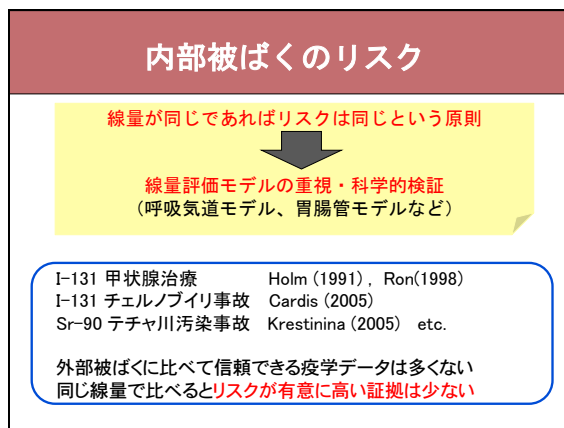 内部被ばくのリスク
線量が同じであればリスクは同じという原則
線量評価モデルの重視・科学的検証
（呼吸気道モデル、胃腸管モデルなど）
I-131 甲状腺治療 Holm (1991) , Ron(1998)
I-131 チェルノブイリ事故 Cardis (2005)
Sr-90 テチャ川汚染事故 Krestinina (2005) etc.
外部被ばくに比べて信頼できる疫学データは多くない
同じ線量で比べるとリスクが有意に高い証拠は少ない